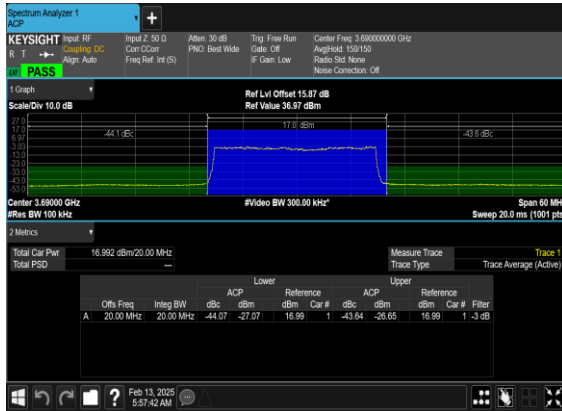 Spectrum Analyzer 1
ACP
+
KEYSIGHT
R T
LXI
PASS
Input: RF
Coupling: DC
Align: Auto
Input Z: 50 Ω
Corr CCorr
Freq Ref: Int (S)
Atten: 30 dB
PNO: Best Wide
Trig: Free Run
Gate: Off
IF Gain: Low
Center Freq: 3.690000000 GHz
Avg|Hold: 150/150
Radio Std: None
Noise Correction: Off
1 Graph
Scale/Div 10.0 dB
Ref Lvl Offset 15.87 dB
Ref Value 36.97 dBm
27.0
17.0
6.97
-3.03
-13.0
-23.0
-33.0
-43.0
-53.0
-44.1 dBc
17.0 dBm
-43.6 dBc
Center 3.69000 GHz
#Res BW 100 kHz
#Video BW 300.00 kHz*
Span 60 MH
Sweep 20.0 ms (1001 pts
2 Metrics
Total Car Pwr 16.992 dBm/20.00 MHz
Total PSD ---
Measure Trace Trace 1
Trace Type Trace Average (Active)
Lower Upper
ACP Reference ACP Reference
Offs Freq Integ BW dBc dBm dBm Car # dBc dBm dBm Car # Filter
A 20.00 MHz 20.00 MHz -44.07 -27.07 16.99 1 -43.64 -26.65 16.99 1 -3 dB
?
Feb 13, 2025
5:57:42 AM